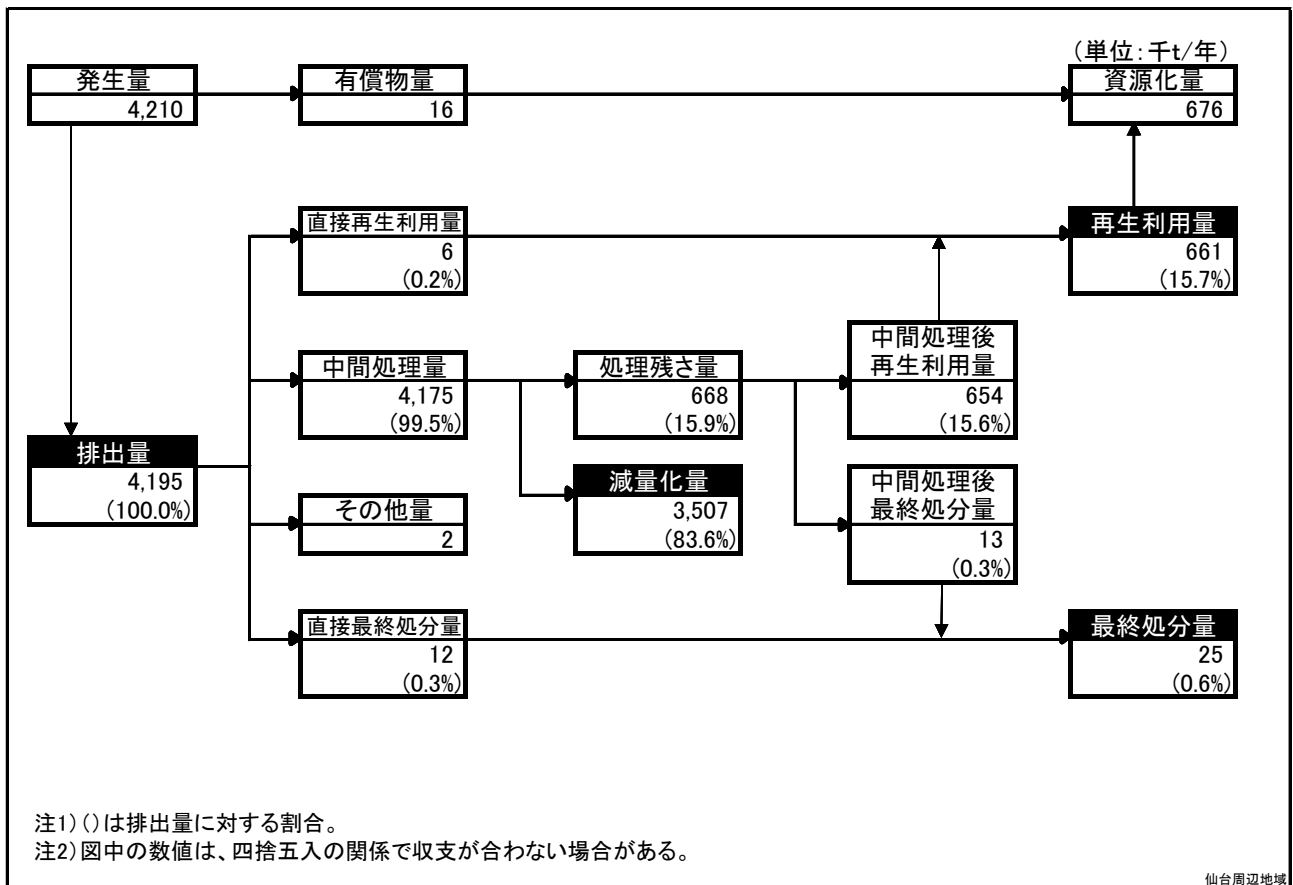 (単位：千t/年)
発生量
4,210
有償物量
16
資源化量
676
直接再生利用量
6
(0.2%)
再生利用量
661
(15.7%)
中間処理量
4,175
(99.5%)
処理残さ量
668
(15.9%)
中間処理後
再生利用量
654
(15.6%)
排出量
4,195
(100.0%)
その他量
2
減量化量
3,507
(83.6%)
中間処理後
最終処分量
13
(0.3%)
直接最終処分量
12
(0.3%)
最終処分量
25
(0.6%)
注1)()は排出量に対する割合。
注2)図中の数値は、四捨五入の関係で収支が合わない場合がある。
仙台周辺地域